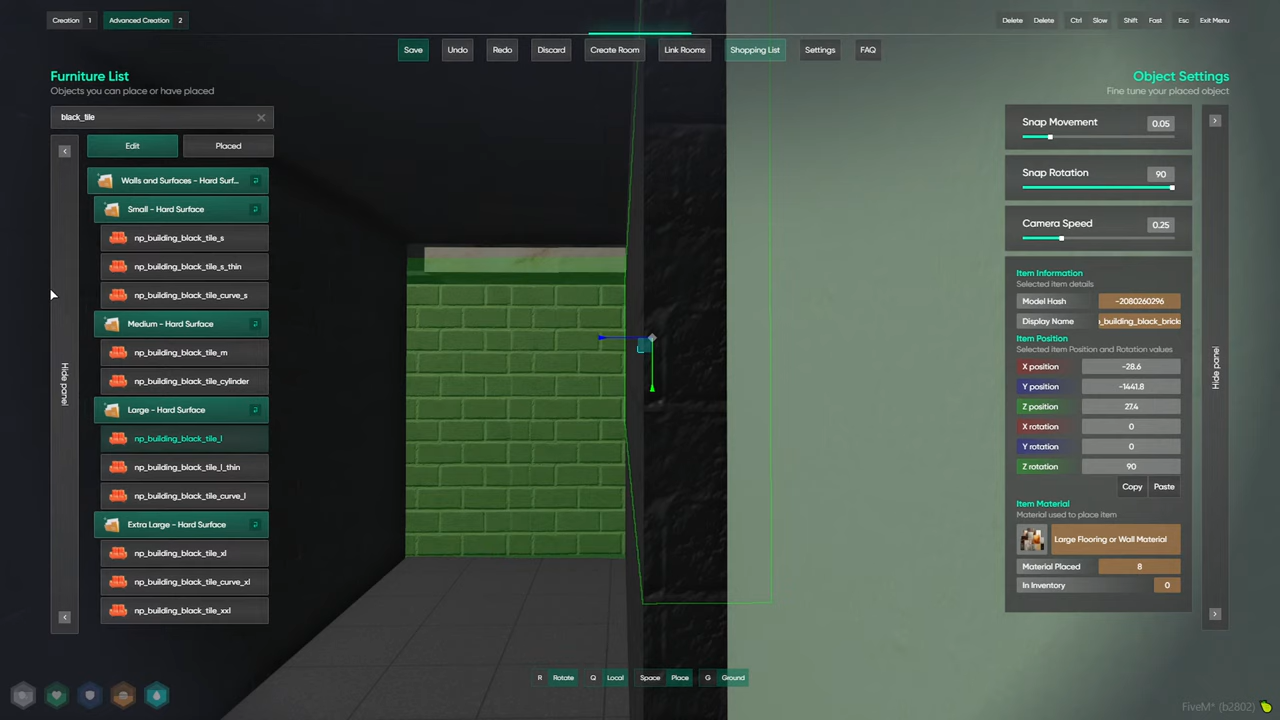 Creation 1 Advanced Creation 2
Delete Delete Ctrl Slow Shift Fast Esc Exit Menu
Save Undo Redo Discard Create Room Link Rooms Shopping List Settings FAQ
Furniture List
Objects you can place or have placed
black_tile
Edit Placed
Hide panel
Walls and Surfaces - Hard Surf...
Small - Hard Surface
np_building_black_tile_s
np_building_black_tile_s_thin
np_building_black_tile_curve_s
Medium - Hard Surface
np_building_black_tile_m
np_building_black_tile_cylinder
Large - Hard Surface
np_building_black_tile_l
np_building_black_tile_l_thin
np_building_black_tile_curve_l
Extra Large - Hard Surface
np_building_black_tile_xl
np_building_black_tile_curve_xl
np_building_black_tile_xxl
Object Settings
Fine tune your placed object
Snap Movement 0.05
Snap Rotation 90
Camera Speed 0.25
Item Information
Selected item details
Model Hash -2080260296
Display Name _building_black_brick
Item Position
Selected item Position and Rotation values
X position -28.6
Y position -1441.8
Z position 27.4
X rotation 0
Y rotation 0
Z rotation 90
Copy Paste
Item Material
Material used to place item
Large Flooring or Wall Material
Material Placed 8
In Inventory 0
Hide panel
R Rotate Q Local Space Place G Ground
FiveM* (b2802)